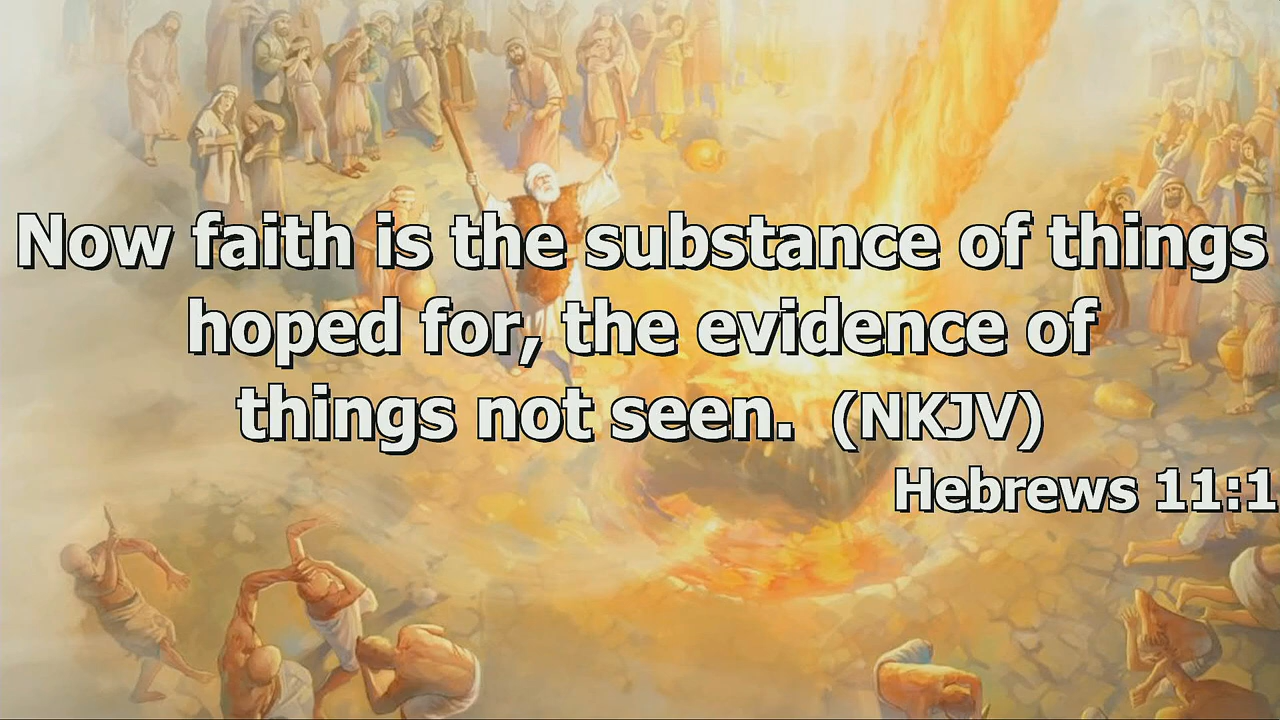 Now faith is the substance of things
hoped for, the evidence of
things not seen. (NKJV)
Hebrews 11:1